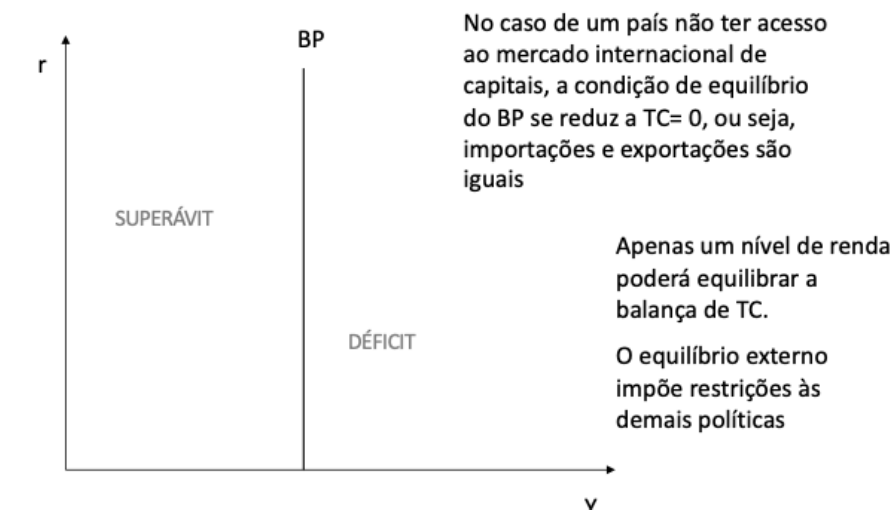 BP
r
No caso de um país não ter acesso
ao mercado internacional de
capitais, a condição de equilíbrio
do BP se reduz a TC= 0, ou seja,
importações e exportações são
iguais
SUPERÁVIT
DÉFICIT
Apenas um nível de renda
poderá equilibrar a
balança de TC.
O equilíbrio externo
impõe restrições às
demais políticas
Y